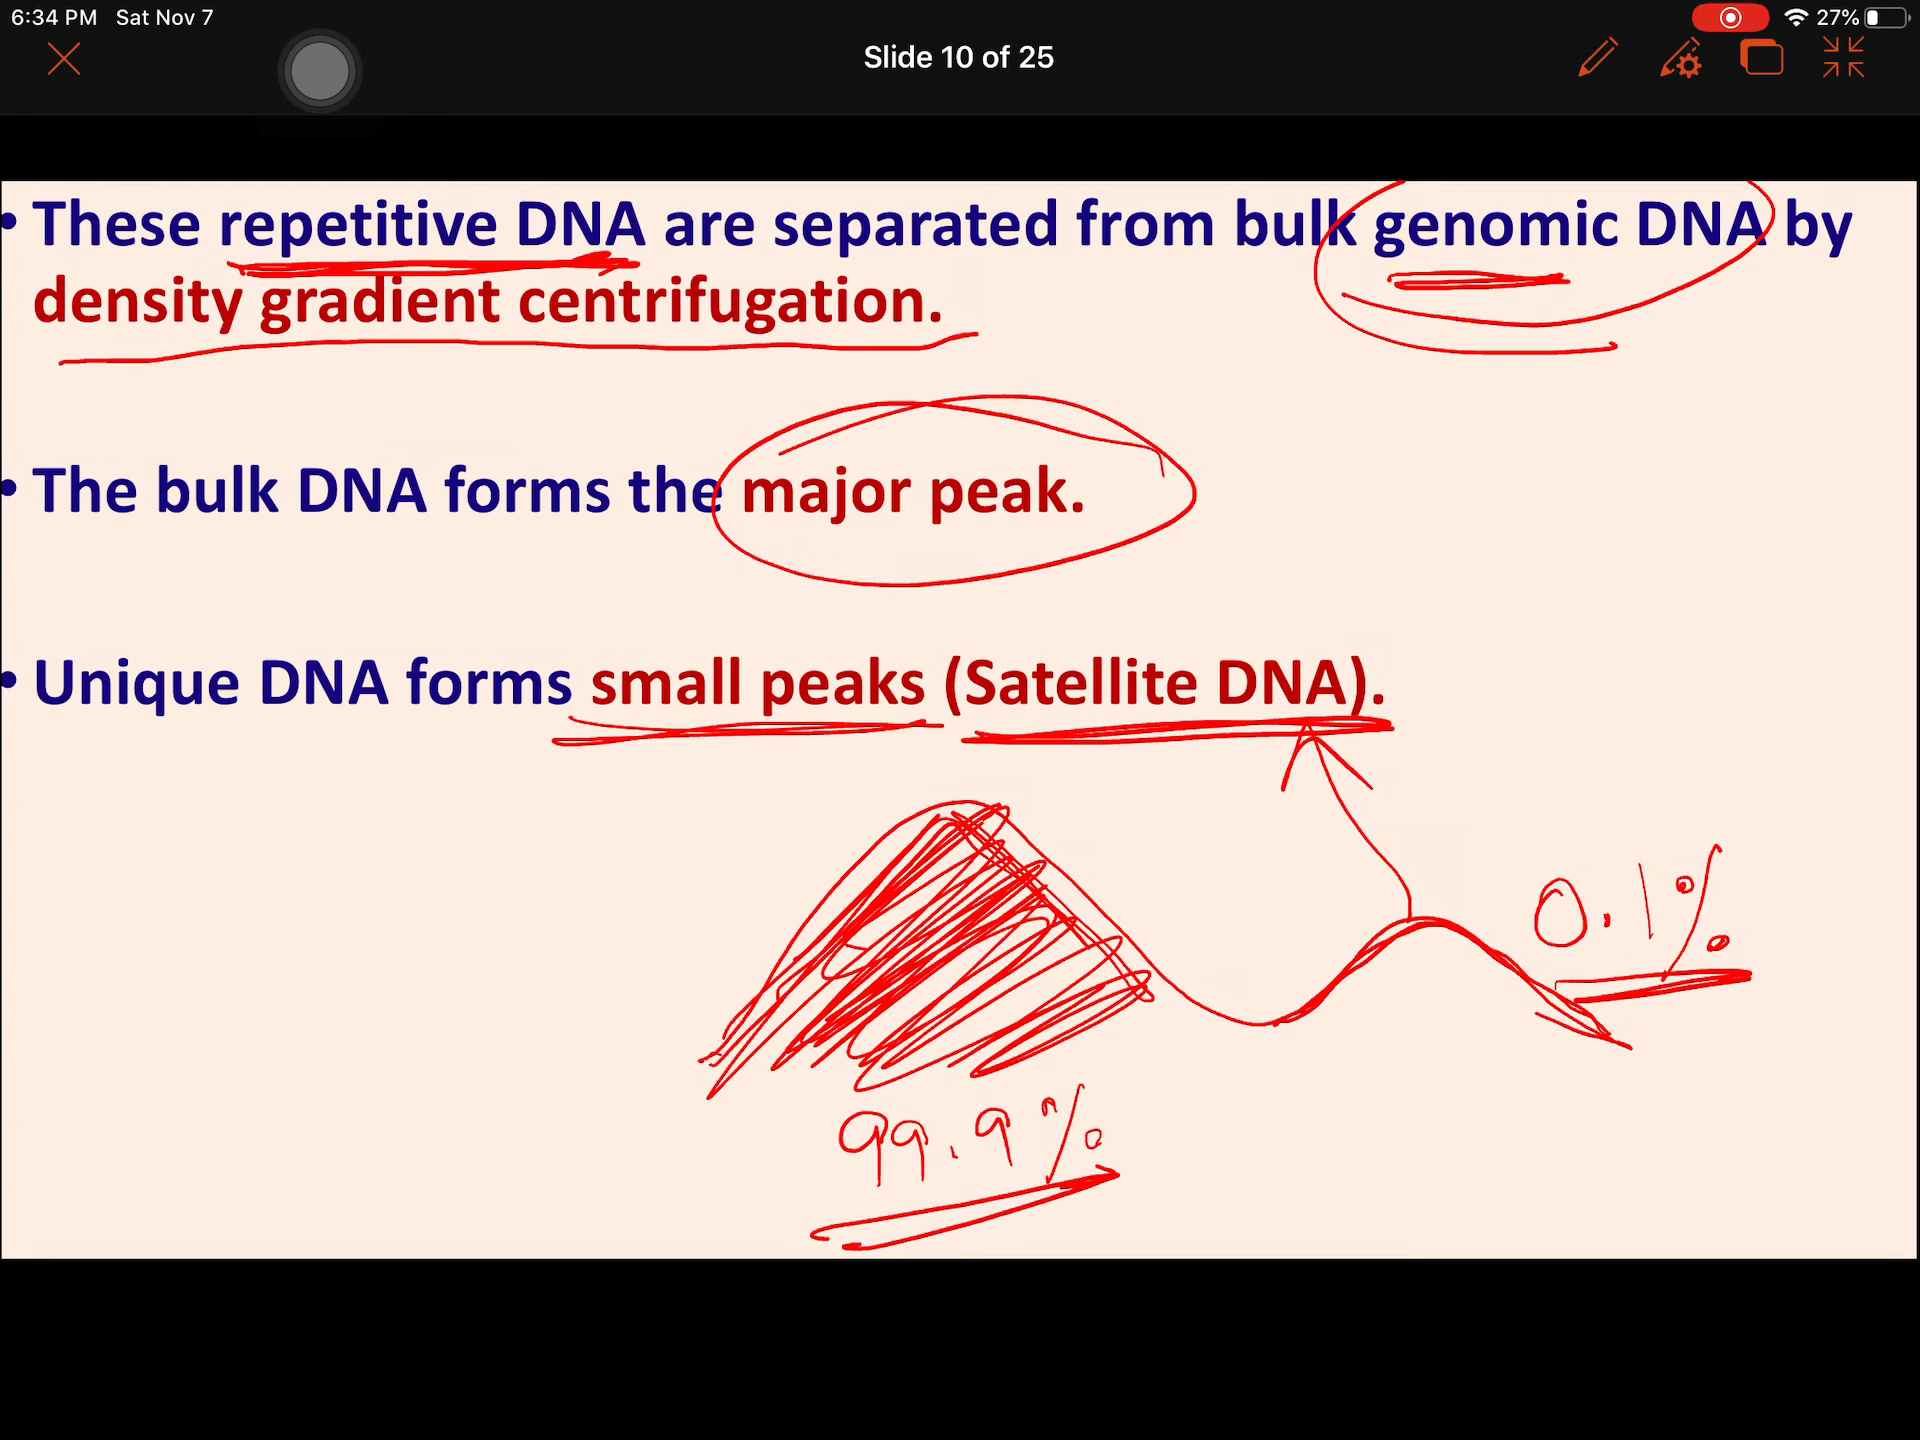 6:34 PM Sat Nov 7
27%
Slide 10 of 25
• These repetitive DNA are separated from bulk genomic DNA by
density gradient centrifugation.
• The bulk DNA forms the major peak.
• Unique DNA forms small peaks (Satellite DNA).
0.1%
99.9%